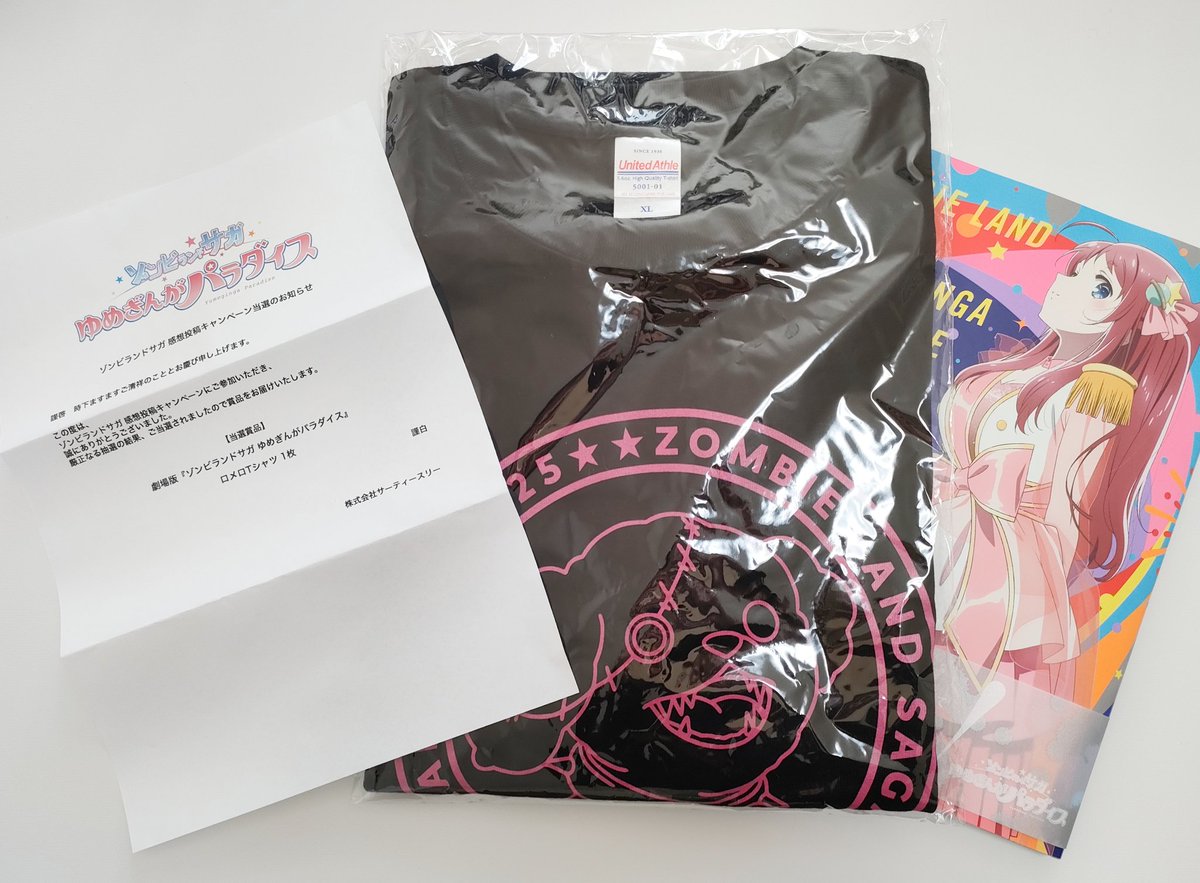 ゾンビランドサガ
ゆめぎんがパラダイス
Yumeginga Paradise
ゾンビランドサガ 感想投稿キャンペーン当選のお知らせ
謹啓 時下ますますご清祥のこととお慶び申し上げます。
この度は、
ゾンビランドサガ 感想投稿キャンペーンにご参加いただき、
誠にありがとうございました。
厳正なる抽選の結果、ご当選されましたので賞品をお届けいたします。
【当選賞品】
劇場版『ゾンビランドサガ ゆめぎんがパラダイス』
ロメロTシャツ 1枚
謹白
株式会社サーティースリー
SINCE 1930
United Athle
5.6oz. High Quality T-shirt
5001-01
XL
25★★ZOMBIE LAND SAGA
IE LAND
NGA
E
ゾンビランドサガ
ゆめぎんがパラダイス